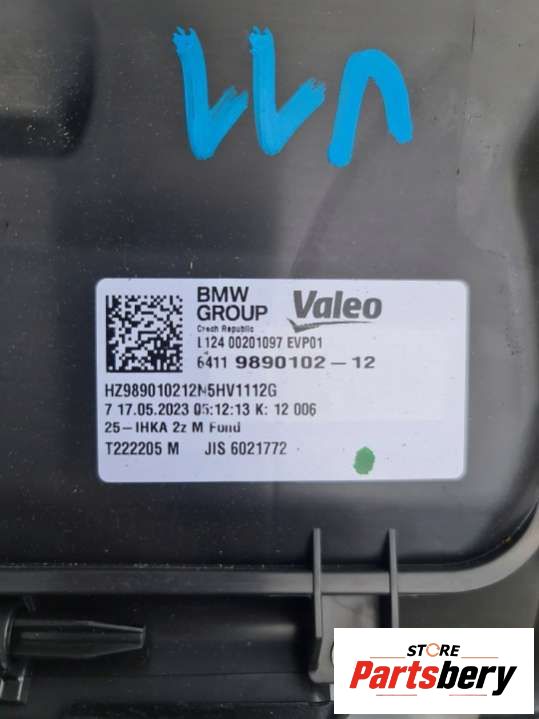 BMW
GROUP
Valeo
Czech Republic
L124 00201097 EVP01
6411 9890102-12
HZ989010212N5HV1112G
7 17.05.2023 05:12:13 K: 12 006
25-IHKA 2z M Fond
T222205 M JIS 6021772
STORE
Partsbery